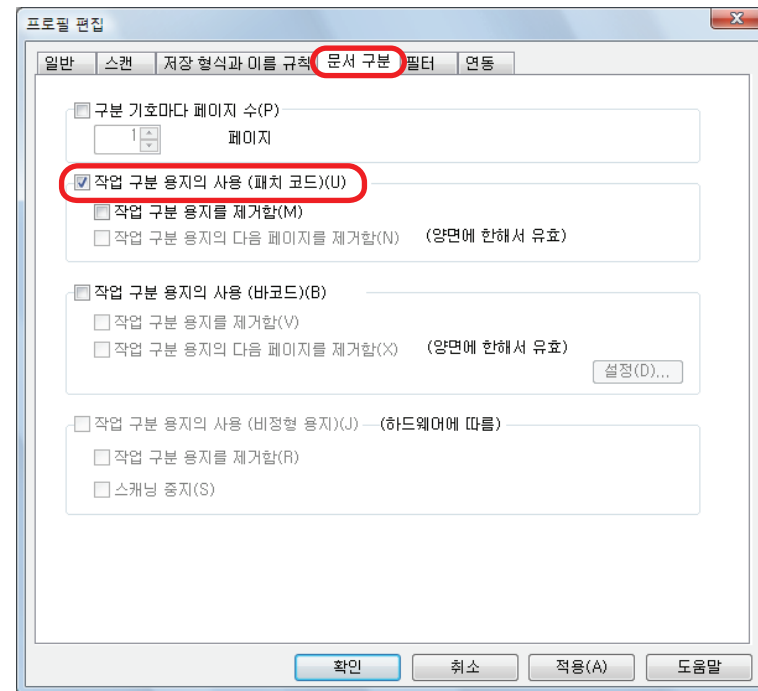 프로필 편집
일반 스캔 저장 형식과 이름 규칙 문서 구분 필터 연동
구분 기호마다 페이지 수(P)
1 페이지
작업 구분 용지의 사용 (패치 코드)(U)
작업 구분 용지를 제거함(M)
작업 구분 용지의 다음 페이지를 제거함(N) (양면에 한해서 유효)
작업 구분 용지의 사용 (바코드)(B)
작업 구분 용지를 제거함(V)
작업 구분 용지의 다음 페이지를 제거함(X) (양면에 한해서 유효)
설정(D)...
작업 구분 용지의 사용 (비정형 용지)(J) (하드웨어에 따름)
작업 구분 용지를 제거함(R)
스캐닝 중지(S)
확인 취소 적용(A) 도움말